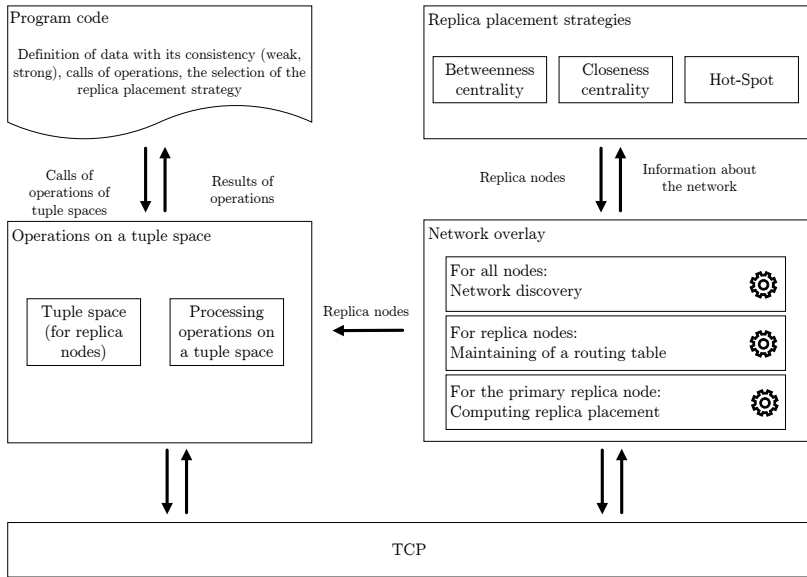 Program code
Definition of data with its consistency (weak,
strong), calls of operations, the selection of the
replica placement strategy
Replica placement strategies
Betweenness
centrality
Closeness
centrality
Hot-Spot
Calls of
operations of
tuple spaces
Results of
operations
Replica nodes
Information about
the network
Operations on a tuple space
Tuple space
(for replica
nodes)
Processing
operations on
a tuple space
Replica nodes
Network overlay
For all nodes:
Network discovery
For replica nodes:
Maintaining of a routing table
For the primary replica node:
Computing replica placement
TCP